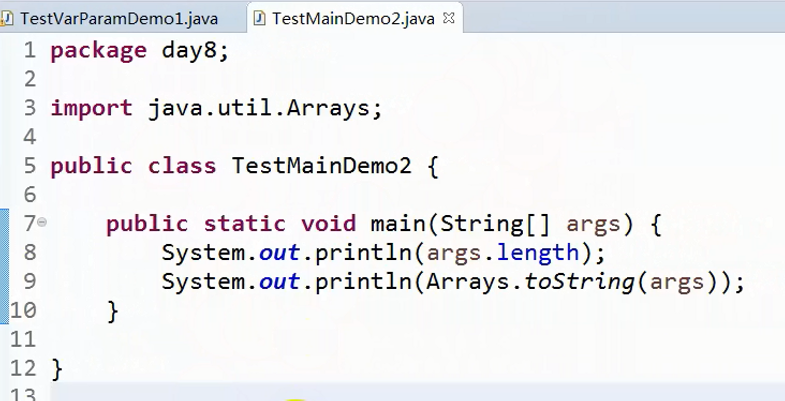 TestVarParamDemo1.java TestMainDemo2.java
1 package day8;
2
3 import java.util.Arrays;
4
5 public class TestMainDemo2 {
6
7 public static void main(String[] args) {
8 System.out.println(args.length);
9 System.out.println(Arrays.toString(args));
10 }
11
12 }
13